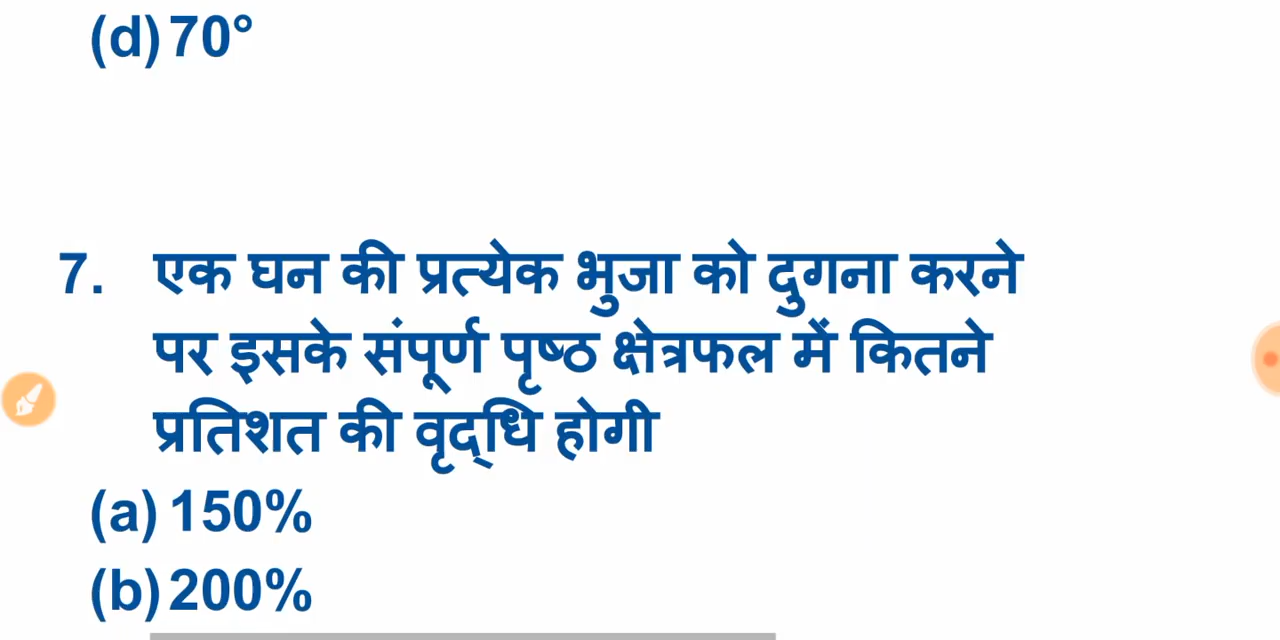 (d) 70°
7. एक घन की प्रत्येक भुजा को दुगना करने
पर इसके संपूर्ण पृष्ठ क्षेत्रफल में कितने
प्रतिशत की वृद्धि होगी
(a) 150%
(b) 200%